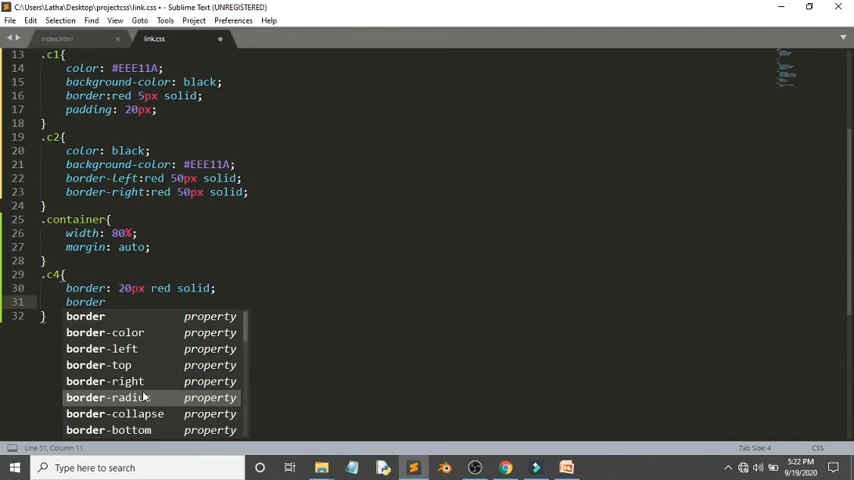 C:\Users\Latha\Desktop\projectcss\link.css • - Sublime Text (UNREGISTERED)
File Edit Selection Find View Goto Tools Project Preferences Help
index.html × link.css
13 .c1{
14 color: #EEE11A;
15 background-color: black;
16 border:red 5px solid;
17 padding: 20px;
18 }
19 .c2{
20 color: black;
21 background-color: #EEE11A;
22 border-left:red 50px solid;
23 border-right:red 50px solid;
24 }
25 .container{
26 width: 80%;
27 margin: auto;
28 }
29 .c4{
30 border: 20px red solid;
31 border
32 }
border property
border-color property
border-left property
border-top property
border-right property
border-radius property
border-collapse property
border-bottom property
Line 31, Column 11 Tab Size: 4 CSS
Type here to search
5:22 PM
9/19/2020